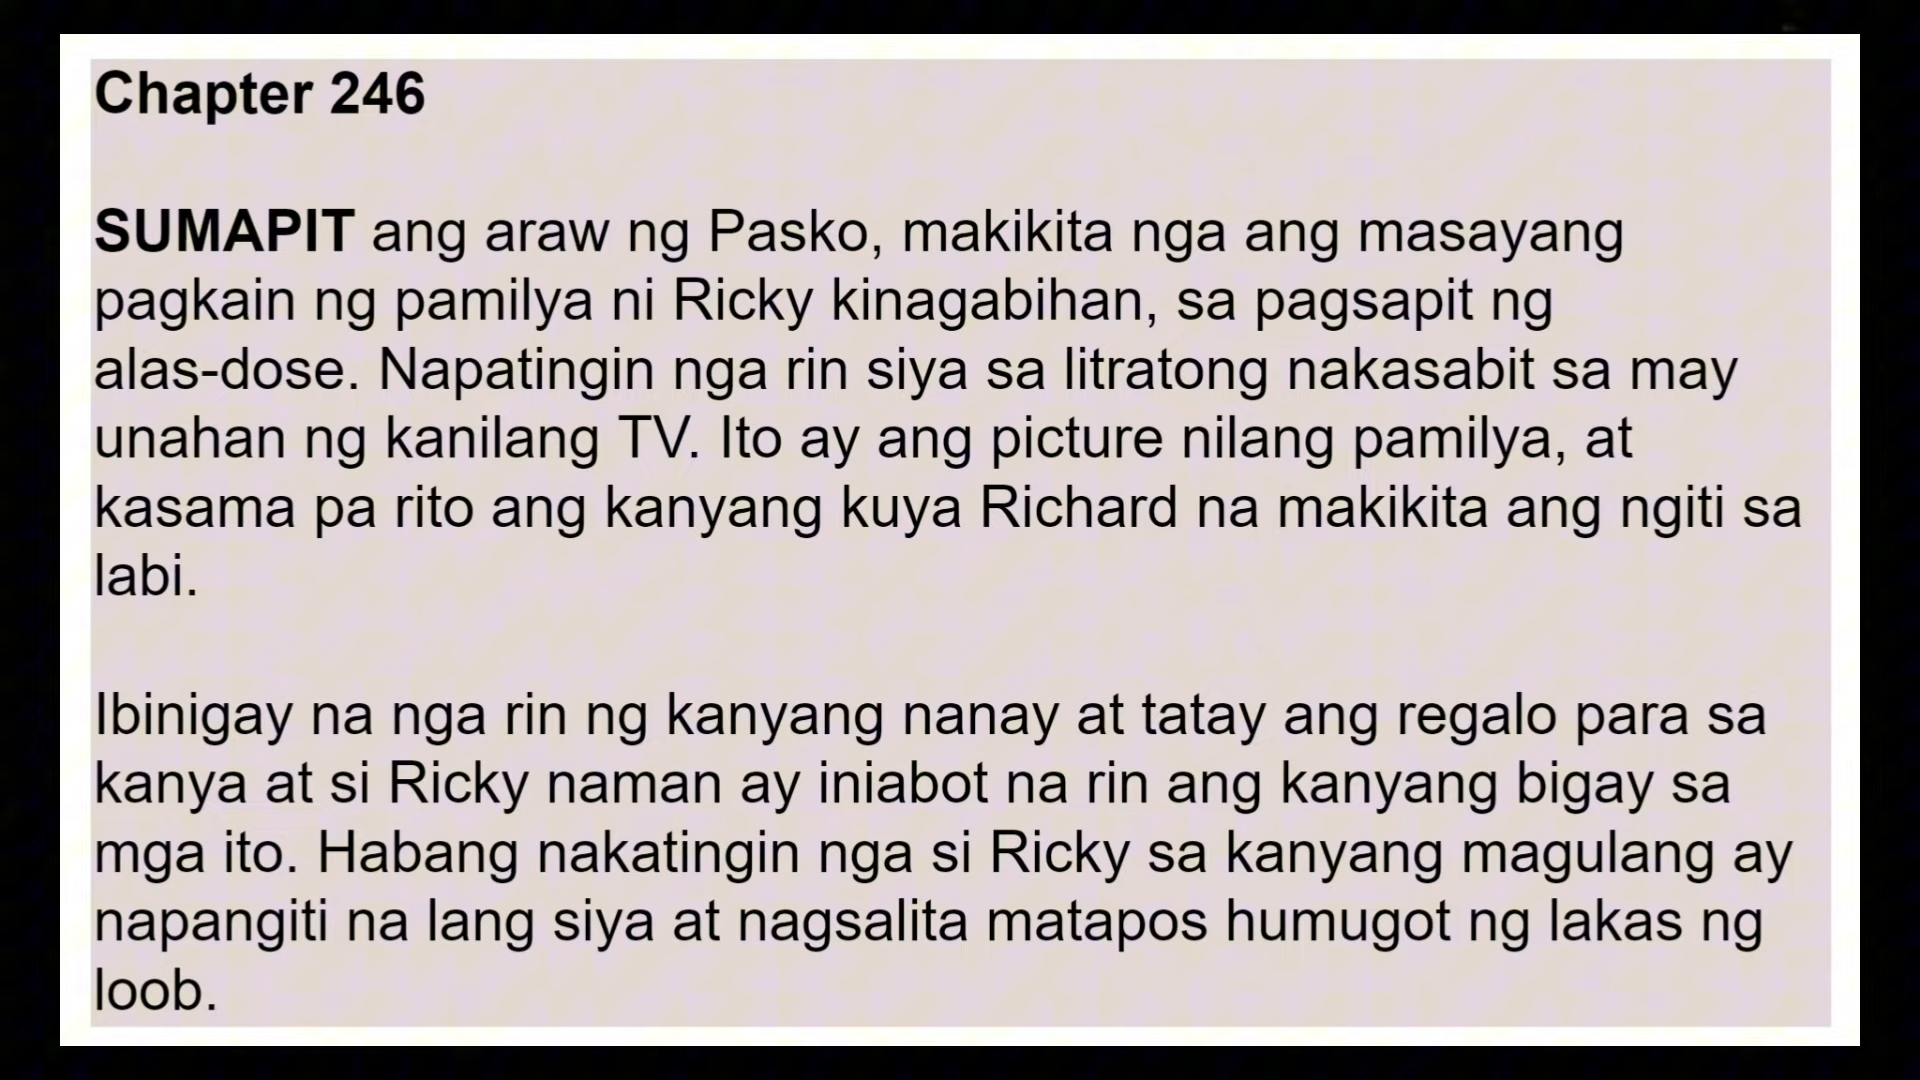 Chapter 246
SUMAPIT ang araw ng Pasko, makikita nga ang masayang
pagkain ng pamilya ni Ricky kinagabihan, sa pagsapit ng
alas-dose. Napatingin nga rin siya sa litratong nakasabit sa may
unahan ng kanilang TV. Ito ay ang picture nilang pamilya, at
kasama pa rito ang kanyang kuya Richard na makikita ang ngiti sa
labi.
Ibinigay na nga rin ng kanyang nanay at tatay ang regalo para sa
kanya at si Ricky naman ay iniabot na rin ang kanyang bigay sa
mga ito. Habang nakatingin nga si Ricky sa kanyang magulang ay
napangiti na lang siya at nagsalita matapos humugot ng lakas ng
loob.